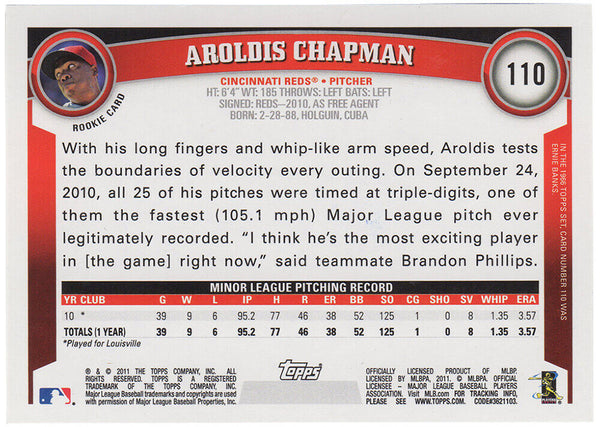 AROLDIS CHAPMAN
110
ROOKIE CARD
CINCINNATI REDS® • PITCHER
HT: 6'4" WT: 185 THROWS: LEFT BATS: LEFT
SIGNED: REDS–2010, AS FREE AGENT
BORN: 2-28-88, HOLGUIN, CUBA
With his long fingers and whip-like arm speed, Aroldis tests
the boundaries of velocity every outing. On September 24,
2010, all 25 of his pitches were timed at triple-digits, one
of them the fastest (105.1 mph) Major League pitch ever
legitimately recorded. “I think he's the most exciting player
in [the game] right now,” said teammate Brandon Phillips.
IN THE 1966 TOPPS SET, CARD NUMBER 110 WAS
ERNIE BANKS.
MINOR LEAGUE PITCHING RECORD
YR CLUB G W L IP H R ER BB SO CG SHO SV WHIP ERA
10 * 39 9 6 95.2 77 46 38 52 125 1 0 8 1.35 3.57
TOTALS (1 YEAR) 39 9 6 95.2 77 46 38 52 125 1 0 8 1.35 3.57
*Played for Louisville
® & © 2011 THE TOPPS COMPANY, INC. ALL
RIGHTS RESERVED. TOPPS IS A REGISTERED
TRADEMARK OF THE TOPPS COMPANY, INC.
Major League Baseball trademarks and copyrights are used
with permission of Major League Baseball Properties, Inc.
topps
OFFICIALLY LICENSED PRODUCT OF MLBP.
LICENSED BY MLBPA, 2011. © MLBPA. OFFICIAL
LICENSEE – MAJOR LEAGUE BASEBALL PLAYERS
ASSOCIATION. Visit MLB.com FOR TRACKING INFO,
PLEASE SEE WWW.TOPPS.COM. CODE#3621103.